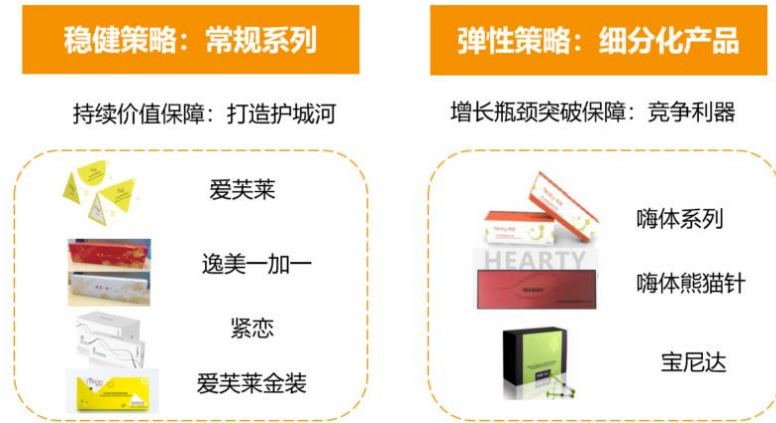 稳健策略：常规系列
弹性策略：细分化产品
持续价值保障：打造护城河
增长瓶颈突破保障：竞争利器
爱芙莱
逸美一加一
紧恋
爱芙莱金装
嗨体系列
HEARTY
嗨体熊猫针
宝尼达